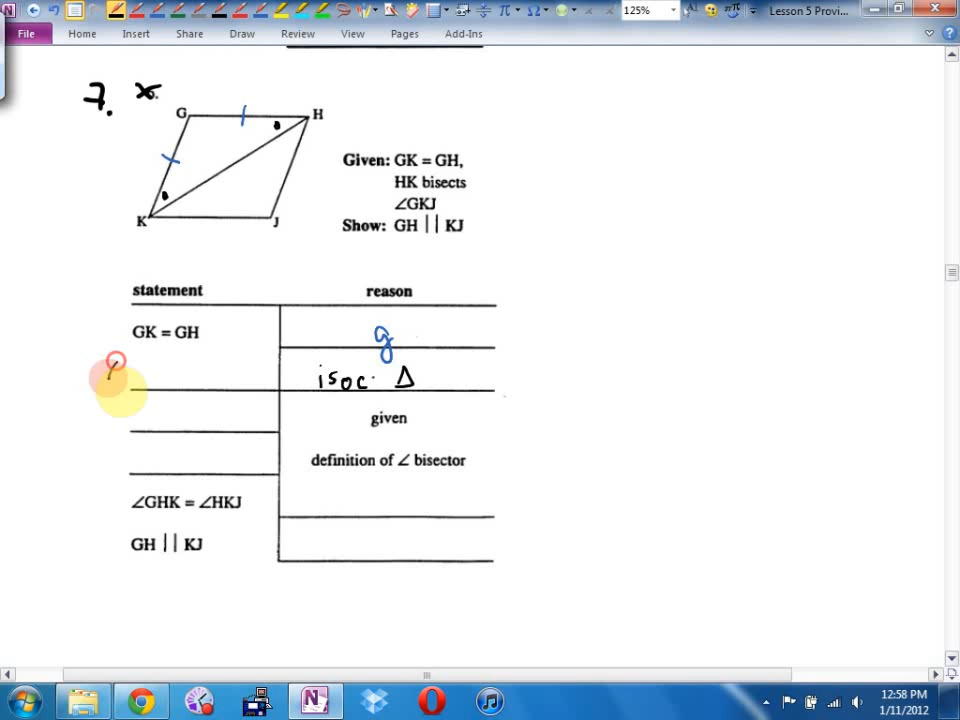 125%
Lesson 5 Provi...
File Home Insert Share Draw Review View Pages Add-Ins
7.
G H
K J
Given: GK = GH,
HK bisects
∠GKJ
Show: GH || KJ
statement reason
GK = GH g
isoc. Δ
given
definition of ∠ bisector
∠GHK = ∠HKJ
GH || KJ
12:58 PM
1/11/2012